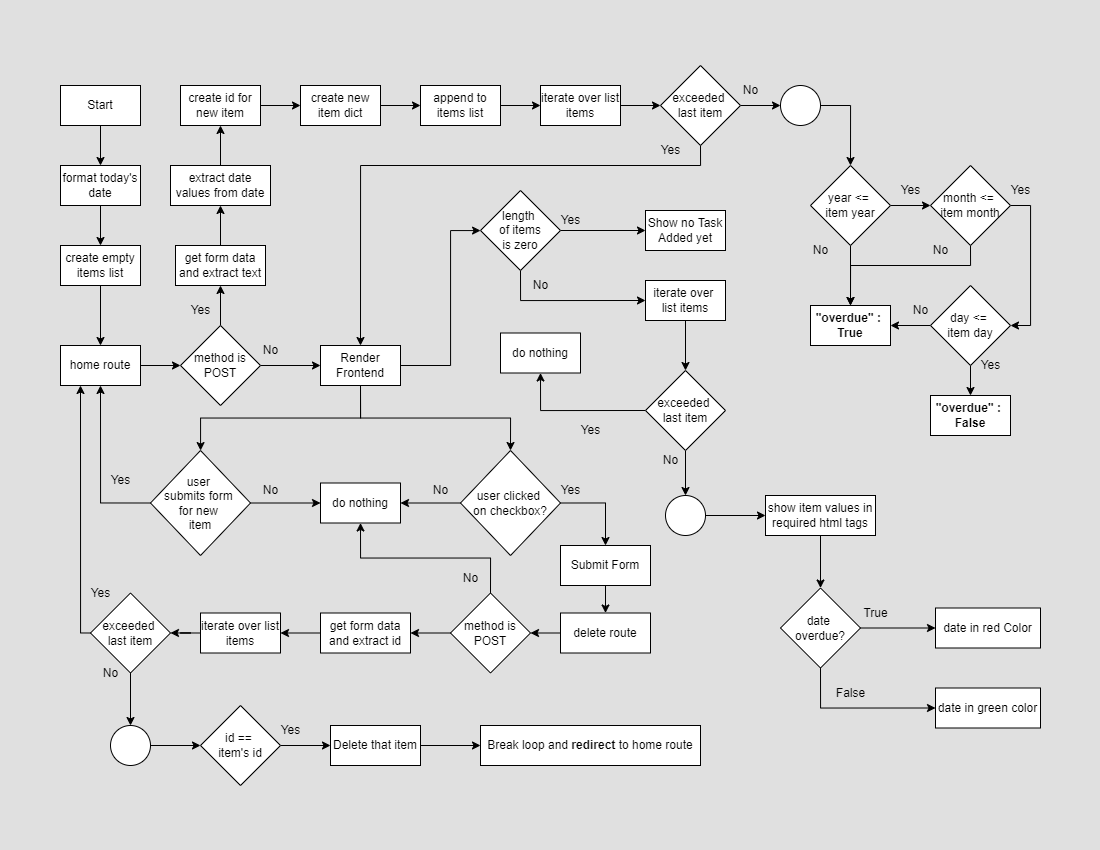 Start
create id for
new item
create new
item dict
append to
items list
iterate over list
items
exceeded
last item
No
Yes
format today's
date
extract date
values from date
year <=
item year
Yes
month <=
item month
Yes
No
No
length
of items
is zero
Yes
Show no Task
Added yet
No
create empty
items list
get form data
and extract text
iterate over
list items
Yes
"overdue" :
True
No
day <=
item day
Yes
"overdue" :
False
home route
method is
POST
No
Render
Frontend
do nothing
exceeded
last item
Yes
No
Yes
user
submits form
for new
item
No
do nothing
No
user clicked
on checkbox?
Yes
show item values in
required html tags
Submit Form
No
Yes
exceeded
last item
iterate over list
items
get form data
and extract id
method is
POST
delete route
date
overdue?
True
date in red Color
No
False
date in green color
id ==
item's id
Yes
Delete that item
Break loop and redirect to home route